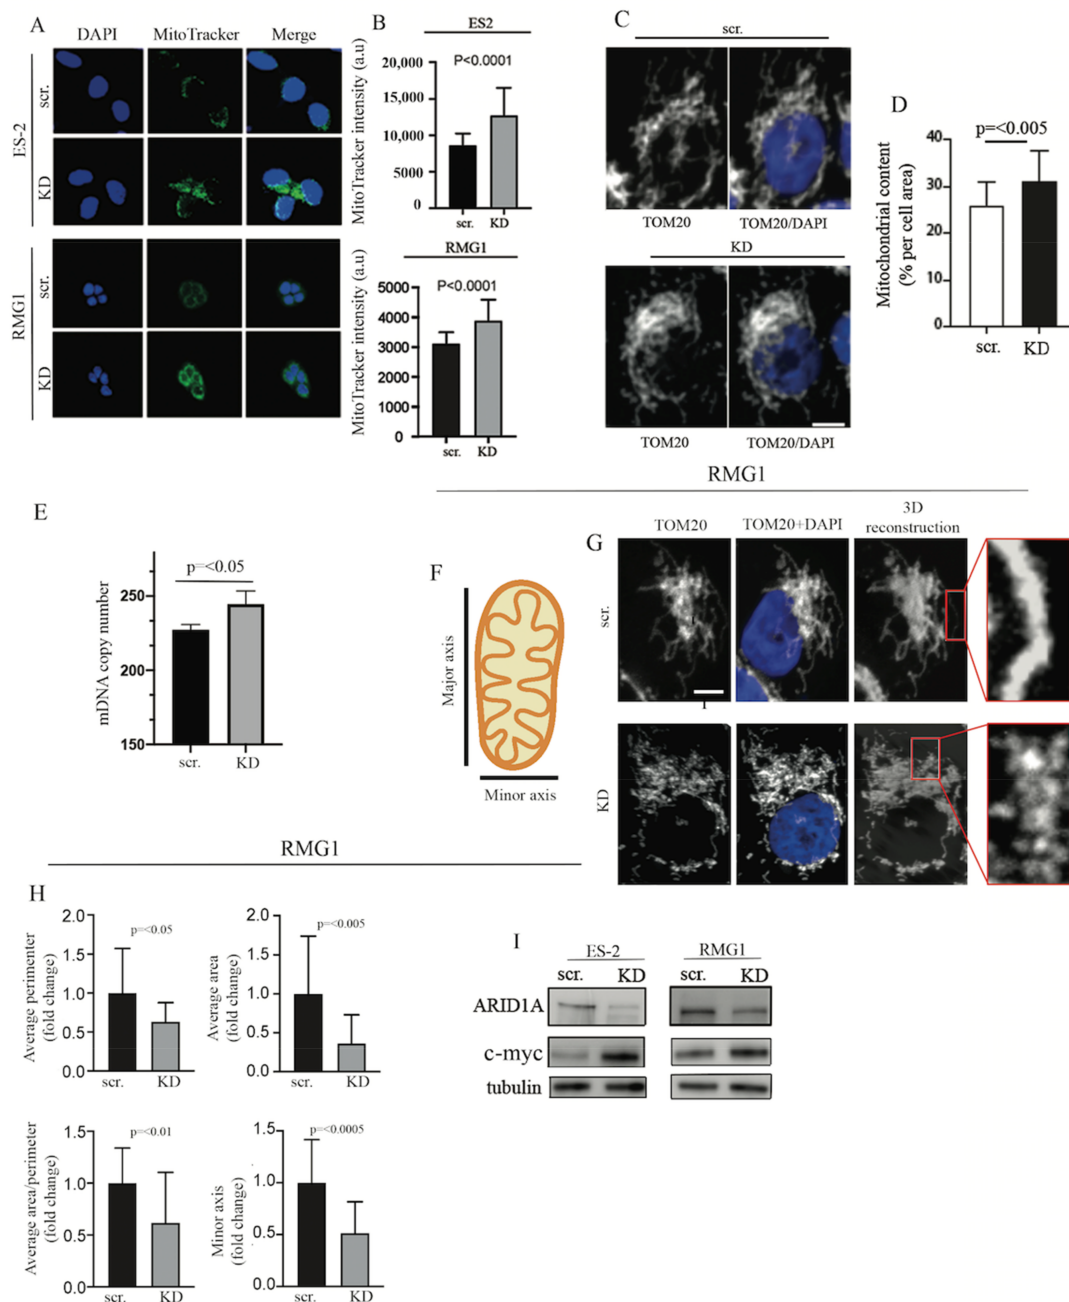 A
DAPI
MitoTracker
Merge
ES-2
scr.
KD
RMG1
scr.
KD
B
ES2
MitoTracker intensity (a.u)
P<0.0001
20,000
15,000
10,000
5000
0
scr.
KD
RMG1
MitoTracker intensity (a.u)
P<0.0001
5000
4000
3000
2000
1000
0
scr.
KD
C
scr.
TOM20
TOM20/DAPI
KD
TOM20
TOM20/DAPI
D
p=<0.005
Mitochondrial content
(% per cell area)
40
30
20
10
0
scr.
KD
RMG1
E
p=<0.05
mDNA copy number
250
200
150
scr.
KD
F
Major axis
Minor axis
G
TOM20
TOM20+DAPI
3D
reconstruction
scr.
KD
RMG1
H
Average perimenter
(fold change)
p=<0.05
2.0
1.5
1.0
0.5
0.0
scr.
KD
Average area
(fold change)
p=<0.005
2.0
1.5
1.0
0.5
0.0
scr.
KD
Average area/perimeter
(fold change)
p=<0.01
1.5
1.0
0.5
0.0
scr.
KD
Minor axis
(fold change)
p=<0.0005
1.5
1.0
0.5
0.0
scr.
KD
I
ES-2
RMG1
scr.
KD
scr.
KD
ARID1A
c-myc
tubulin